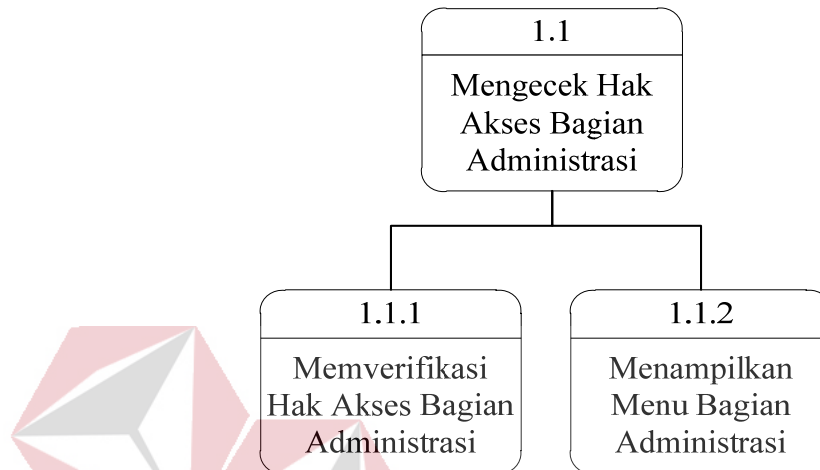 1.1
Mengecek Hak
Akses Bagian
Administrasi
1.1.1
Memverifikasi
Hak Akses Bagian
Administrasi
1.1.2
Menampilkan
Menu Bagian
Administrasi